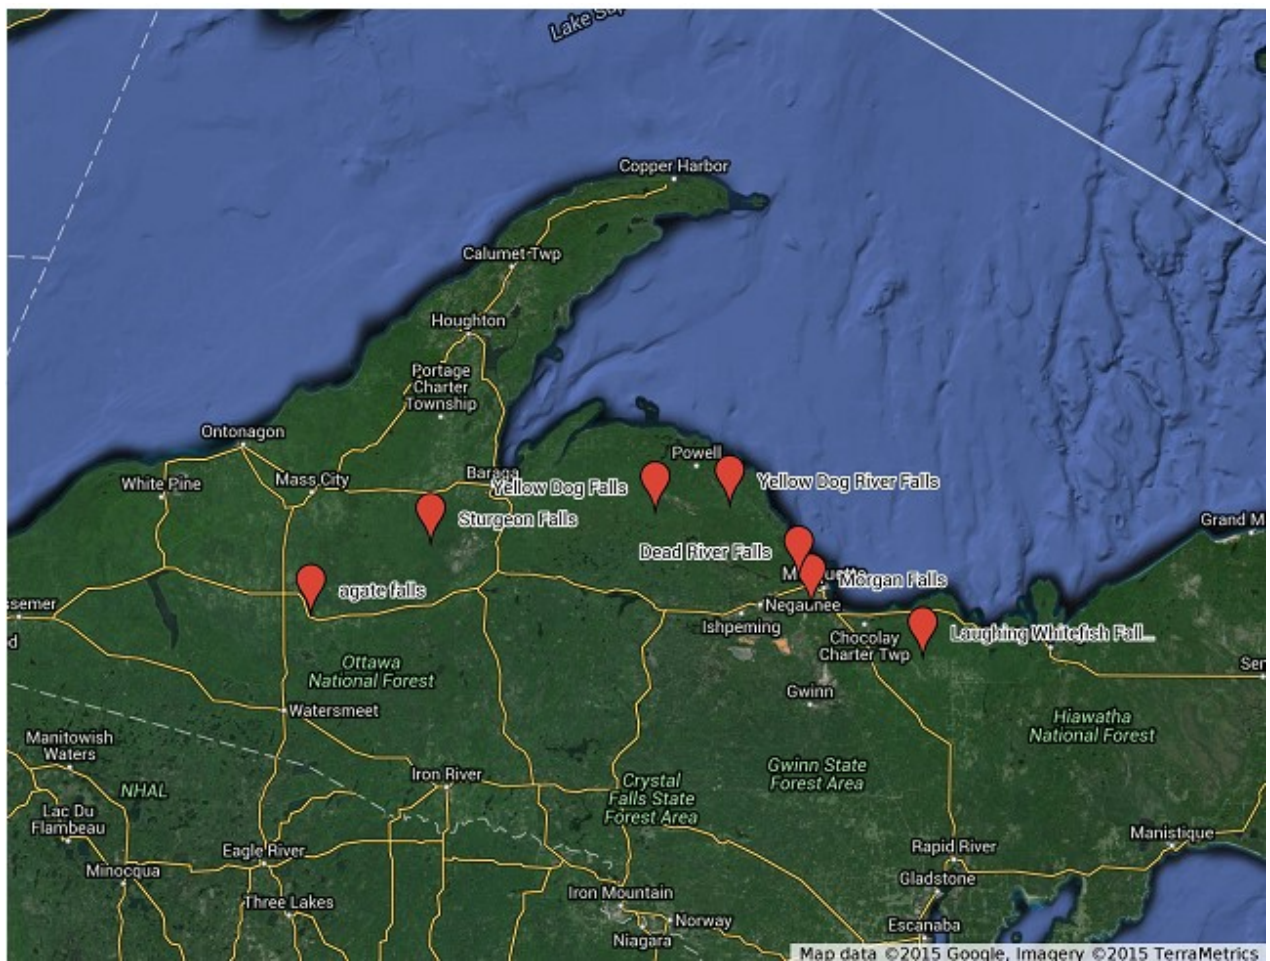 Lake Su
Copper Harbor
Calumet Twp
Houghton
Portage
Charter
Township
Ontonagon
Powell
Baraga
Mass City
White Pine
Yellow Dog Falls
Yellow Dog River Falls
Sturgeon Falls
Grand M
Dead River Falls
agate falls
Morgan Falls
ssemer
d
Negaunee
Ishpeming
Chocolay
Charter Twp
Laughing Whitefish Fall...
Ottawa
National Forest
Sen
Gwinn
Watersmeet
Hiawatha
National Forest
Manitowish
Waters
Iron River
Gwinn State
Forest Area
Crystal
Falls State
Forest Area
NHAL
Lac Du
Flambeau
Manistique
Eagle River
Rapid River
Minocqua
Gladstone
Iron Mountain
Three Lakes
Norway
Escanaba
Niagara
Map data ©2015 Google, Imagery ©2015 TerraMetrics